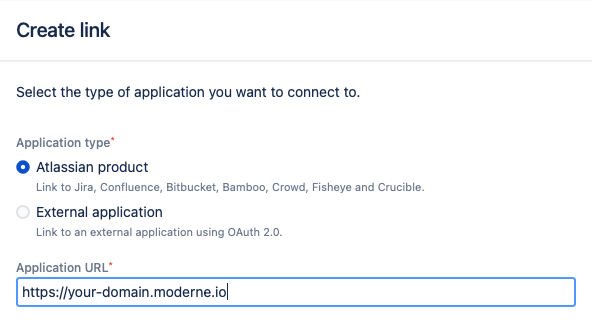 Create link
Select the type of application you want to connect to.
Application type*
Atlassian product
Link to Jira, Confluence, Bitbucket, Bamboo, Crowd, Fisheye and Crucible.
External application
Link to an external application using OAuth 2.0.
Application URL*
https://your-domain.moderne.io